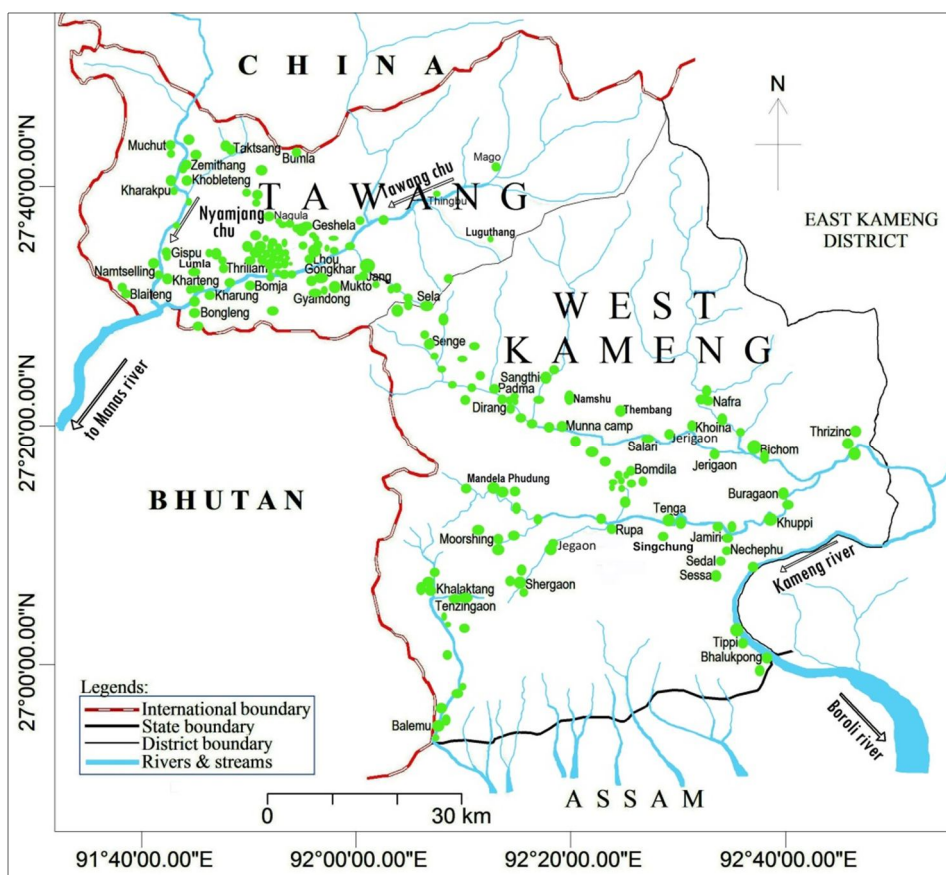 CHINA
N
27°40'00.00"N
27°20'00.00"N
27°00'00.00"N
Muchut
Taktsang
Bumla
Zemithang
Khobleteng
Kharakpu
Mago
Tawang chu
Thingbu
TAWANG
Nyamjang
chu
Nagula
Geshela
Luguthang
EAST KAMENG
DISTRICT
Gispu
Lumla
Lhou
Namtselling
Thrillam
Gongkhar
Jang
Kharteng
Bomja
Mukto
Blaiteng
Kharung
Gyamdong
Sela
Bongleng
WEST
KAMENG
Senge
to Manas river
Sangthi
Padma
Namshu
Nafra
Dirang
Thembang
Munna camp
Khoina
Thrizino
Salari
Jerigaon
Bichom
Jerigaon
Bomdila
BHUTAN
Mandela Phudung
Buragaon
Tenga
Khuppi
Moorshing
Rupa
Jamiri
Singchung
Jegaon
Nechephu
Sedal
Sessa
Kameng river
Khalaktang
Shergaon
Tenzingaon
Tippi
Bhalukpong
Boroli river
Balemu
Legends:
International boundary
State boundary
District boundary
Rivers & streams
ASSAM
0 30 km
91°40'00.00"E 92°00'00.00"E 92°20'00.00"E 92°40'00.00"E